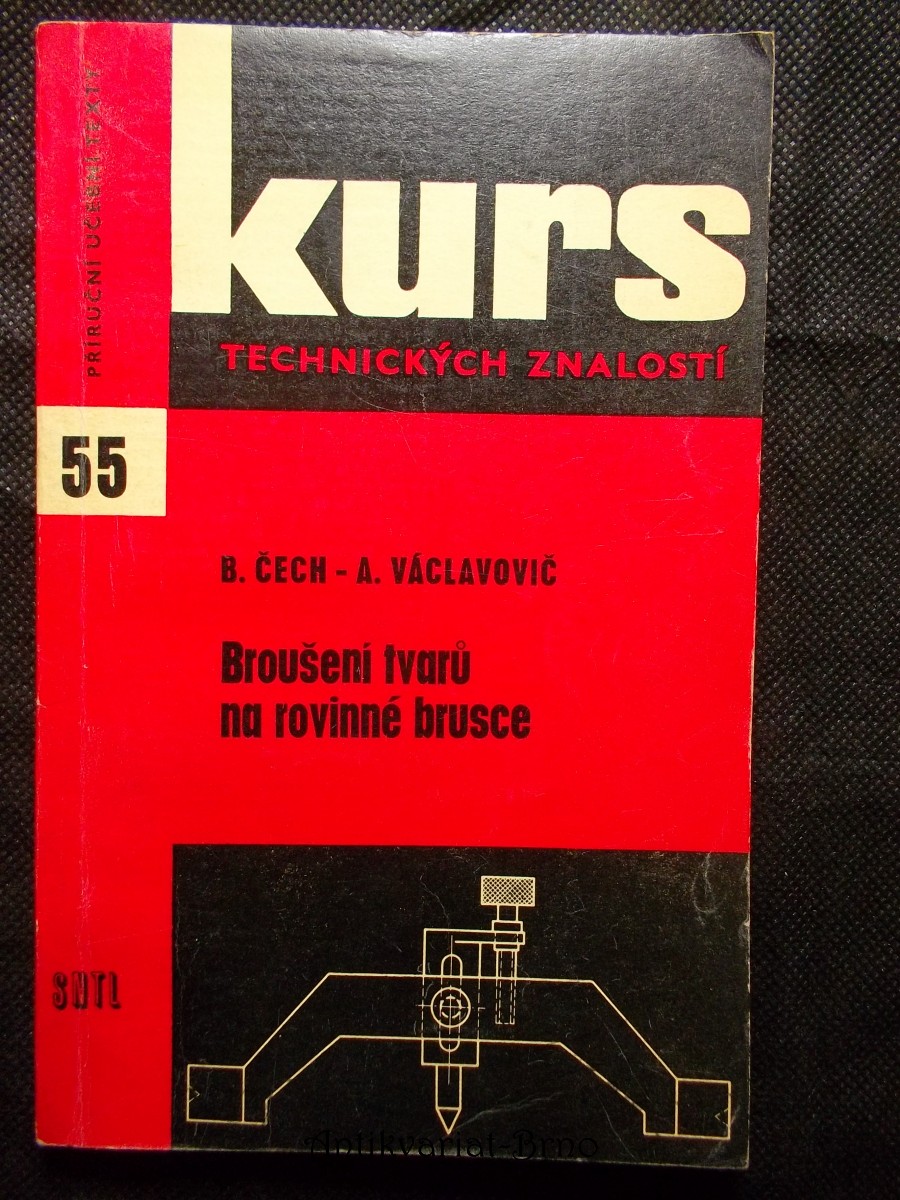 PŘÍRUČNÍ UČEBNÍ TEXTY
kurs
TECHNICKÝCH ZNALOSTÍ
55
B. ČECH - A. VÁCLAVOVIČ
Broušení tvarů
na rovinné brusce
SNTL
Antikvariat-Brno